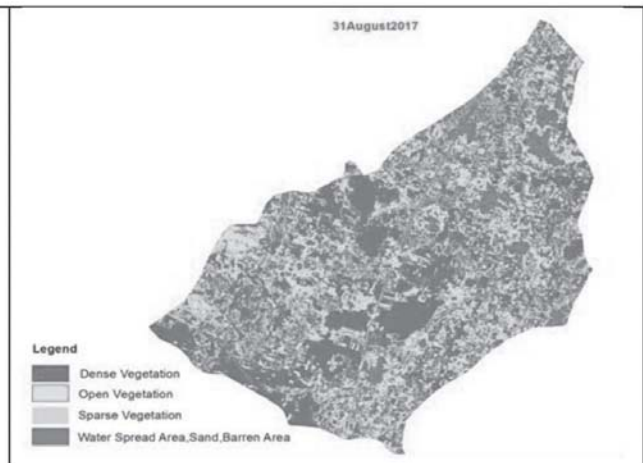 31August2017
Legend
Dense Vegetation
Open Vegetation
Sparse Vegetation
Water Spread Area,Sand,Barren Area